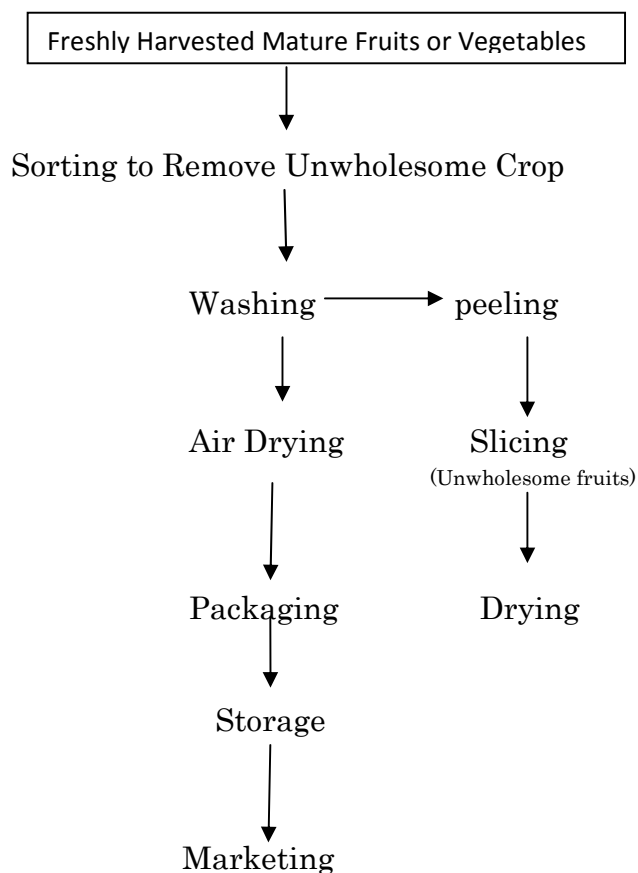 Freshly Harvested Mature Fruits or Vegetables
Sorting to Remove Unwholesome Crop
Washing peeling
Air Drying Slicing
(Unwholesome fruits)
Packaging Drying
Storage
Marketing